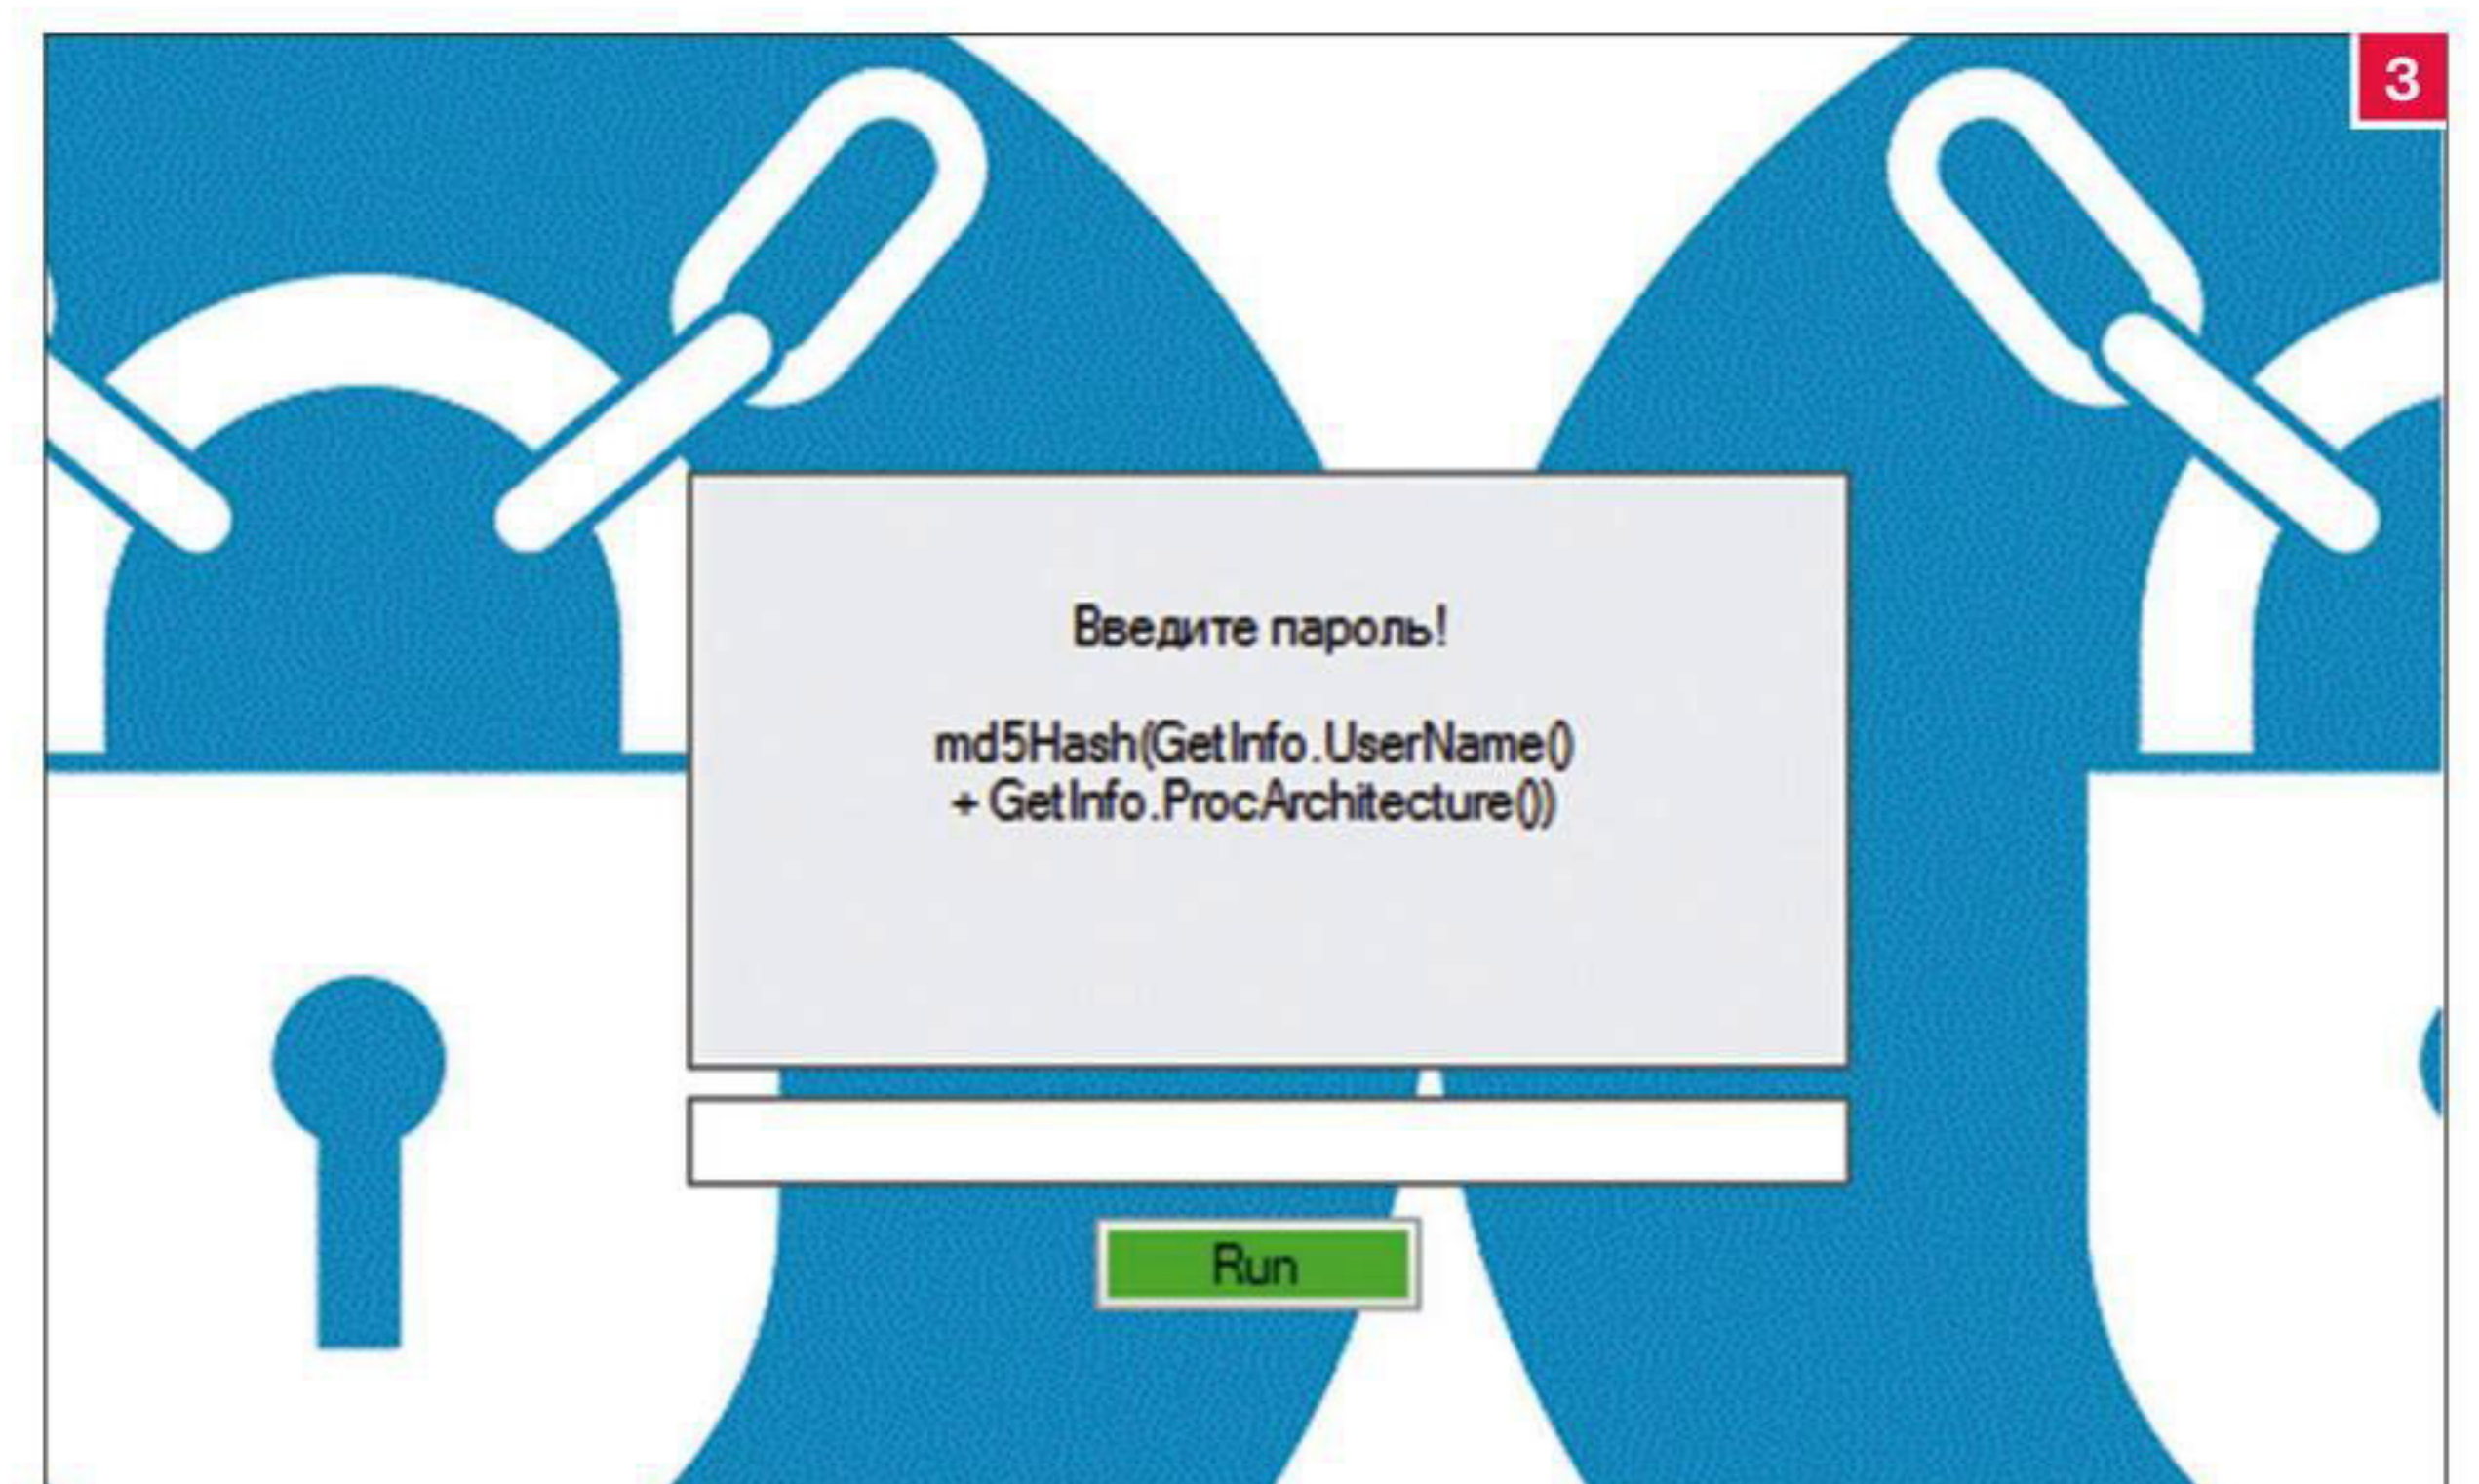 3
Введите пароль!
md5Hash(GetInfo.UserName()
+ GetInfo.ProcArchitecture())
Run